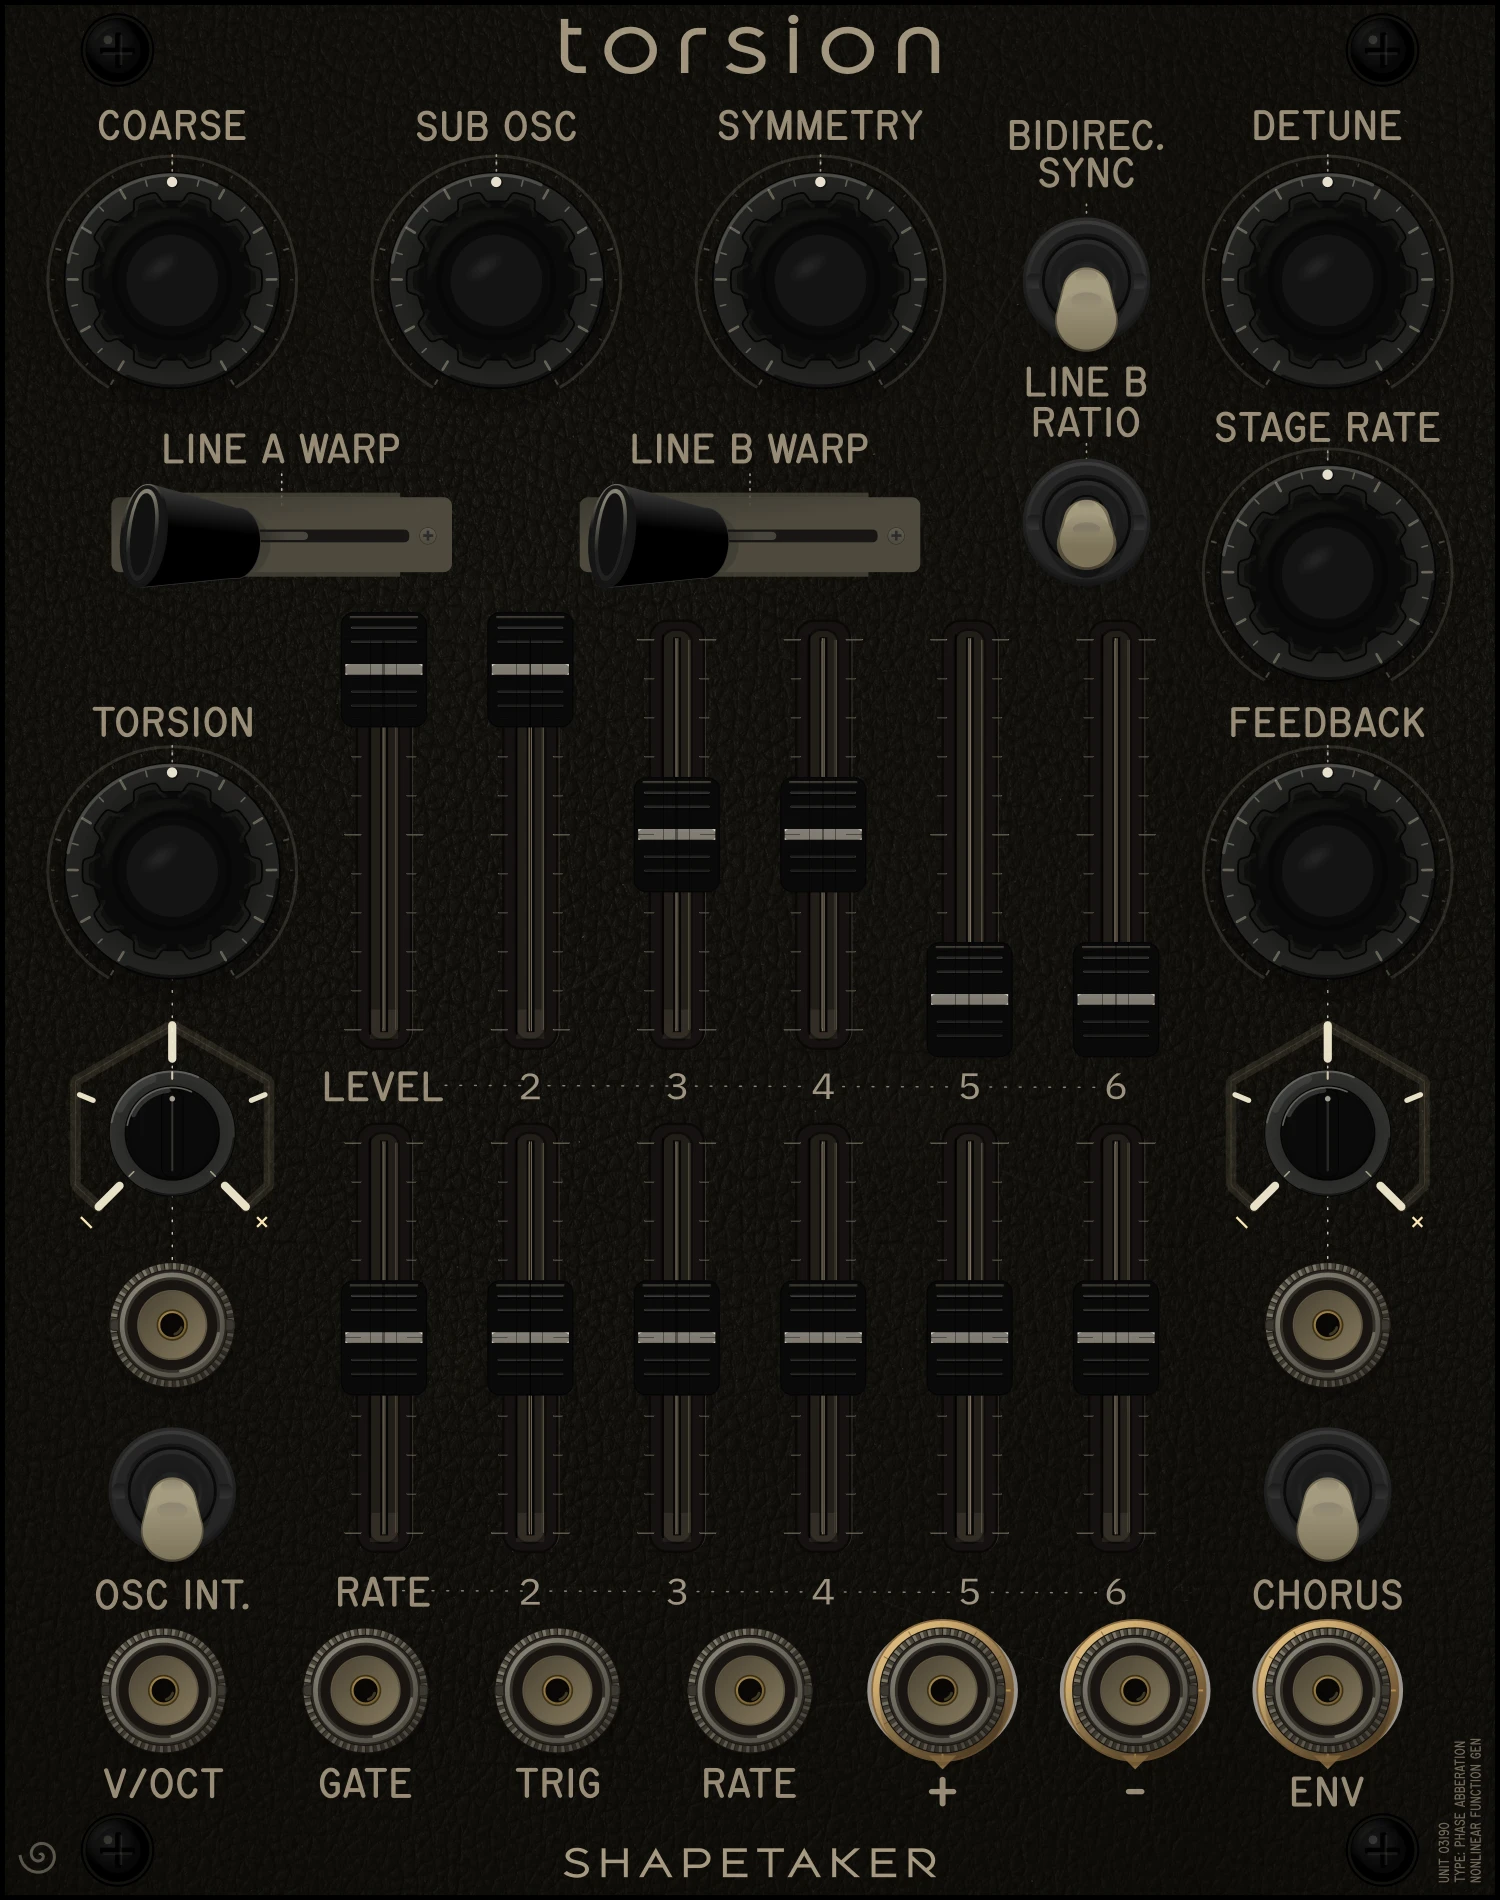 torsion
COARSE
SUB OSC
SYMMETRY
BIDIREC.
SYNC
DETUNE
LINE B
RATIO
STAGE RATE
LINE A WARP
LINE B WARP
TORSION
FEEDBACK
LEVEL 2 3 4 5 6
OSC INT.
RATE 2 3 4 5 6
CHORUS
V/OCT
GATE
TRIG
RATE
+
-
ENV
SHAPETAKER
UNIT 03190
TYPE: PHASE ABBERATION
NONLINEAR FUNCTION GEN